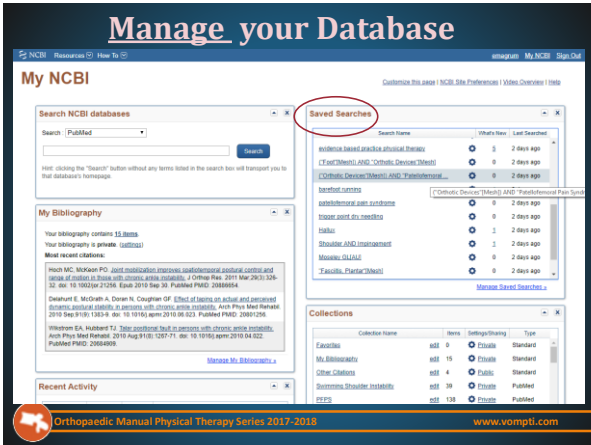 Manage your Database
NCBI Resources How To
emagrum My NCBI Sign Out
My NCBI
Customize this page | NCBI Site Preferences | Video Overview | Help
Search NCBI databases
Search : PubMed
Search
Hint: clicking the "Search" button without any terms listed in the search box will transport you to
that database's homepage.
My Bibliography
Your bibliography contains 15 items.
Your bibliography is private. (settings)
Most recent citations:
Hoch MC, McKeon PO. Joint mobilization improves spatiotemporal postural control and
range of motion in those with chronic ankle instability. J Orthop Res. 2011 Mar;29(3):326-
32. doi: 10.1002/jor.21256. Epub 2010 Sep 30. PubMed PMID: 20886654.
Delahunt E, McGrath A, Doran N, Coughlan GF. Effect of taping on actual and perceived
dynamic postural stability in persons with chronic ankle instability. Arch Phys Med Rehabil.
2010 Sep;91(9):1383-9. doi: 10.1016/j.apmr.2010.06.023. PubMed PMID: 20801256.
Wikstrom EA, Hubbard TJ. Talar positional fault in persons with chronic ankle instability.
Arch Phys Med Rehabil. 2010 Aug;91(8):1267-71. doi: 10.1016/j.apmr.2010.04.022.
PubMed PMID: 20684909.
Manage My Bibliography »
Recent Activity
Saved Searches
Search Name What's New Last Searched
evidence based practice physical therapy 5 2 days ago
("Foot"[Mesh]) AND "Orthotic Devices"[Mesh] 0 2 days ago
("Orthotic Devices"[Mesh]) AND "Patellofemoral ... 0 2 days ago
barefoot running
("Orthotic Devices"[Mesh]) AND "Patellofemoral Pain Syndr
patellofemoral pain syndrome 0 2 days ago
trigger point dry needling 0 2 days ago
Hallux 1 2 days ago
Shoulder AND Impingement 1 2 days ago
Moseley GL[AU] 0 2 days ago
"Fasciitis, Plantar"[Mesh] 0 2 days ago
Manage Saved Searches »
Collections
Collection Name Items Settings/Sharing Type
Favorites edit 0 Private Standard
My Bibliography edit 15 Private Standard
Other Citations edit 4 Public Standard
Swimming Shoulder Instability edit 39 Private PubMed
PFPS edit 138 Private PubMed
Orthopaedic Manual Physical Therapy Series 2017-2018
www.vompti.com